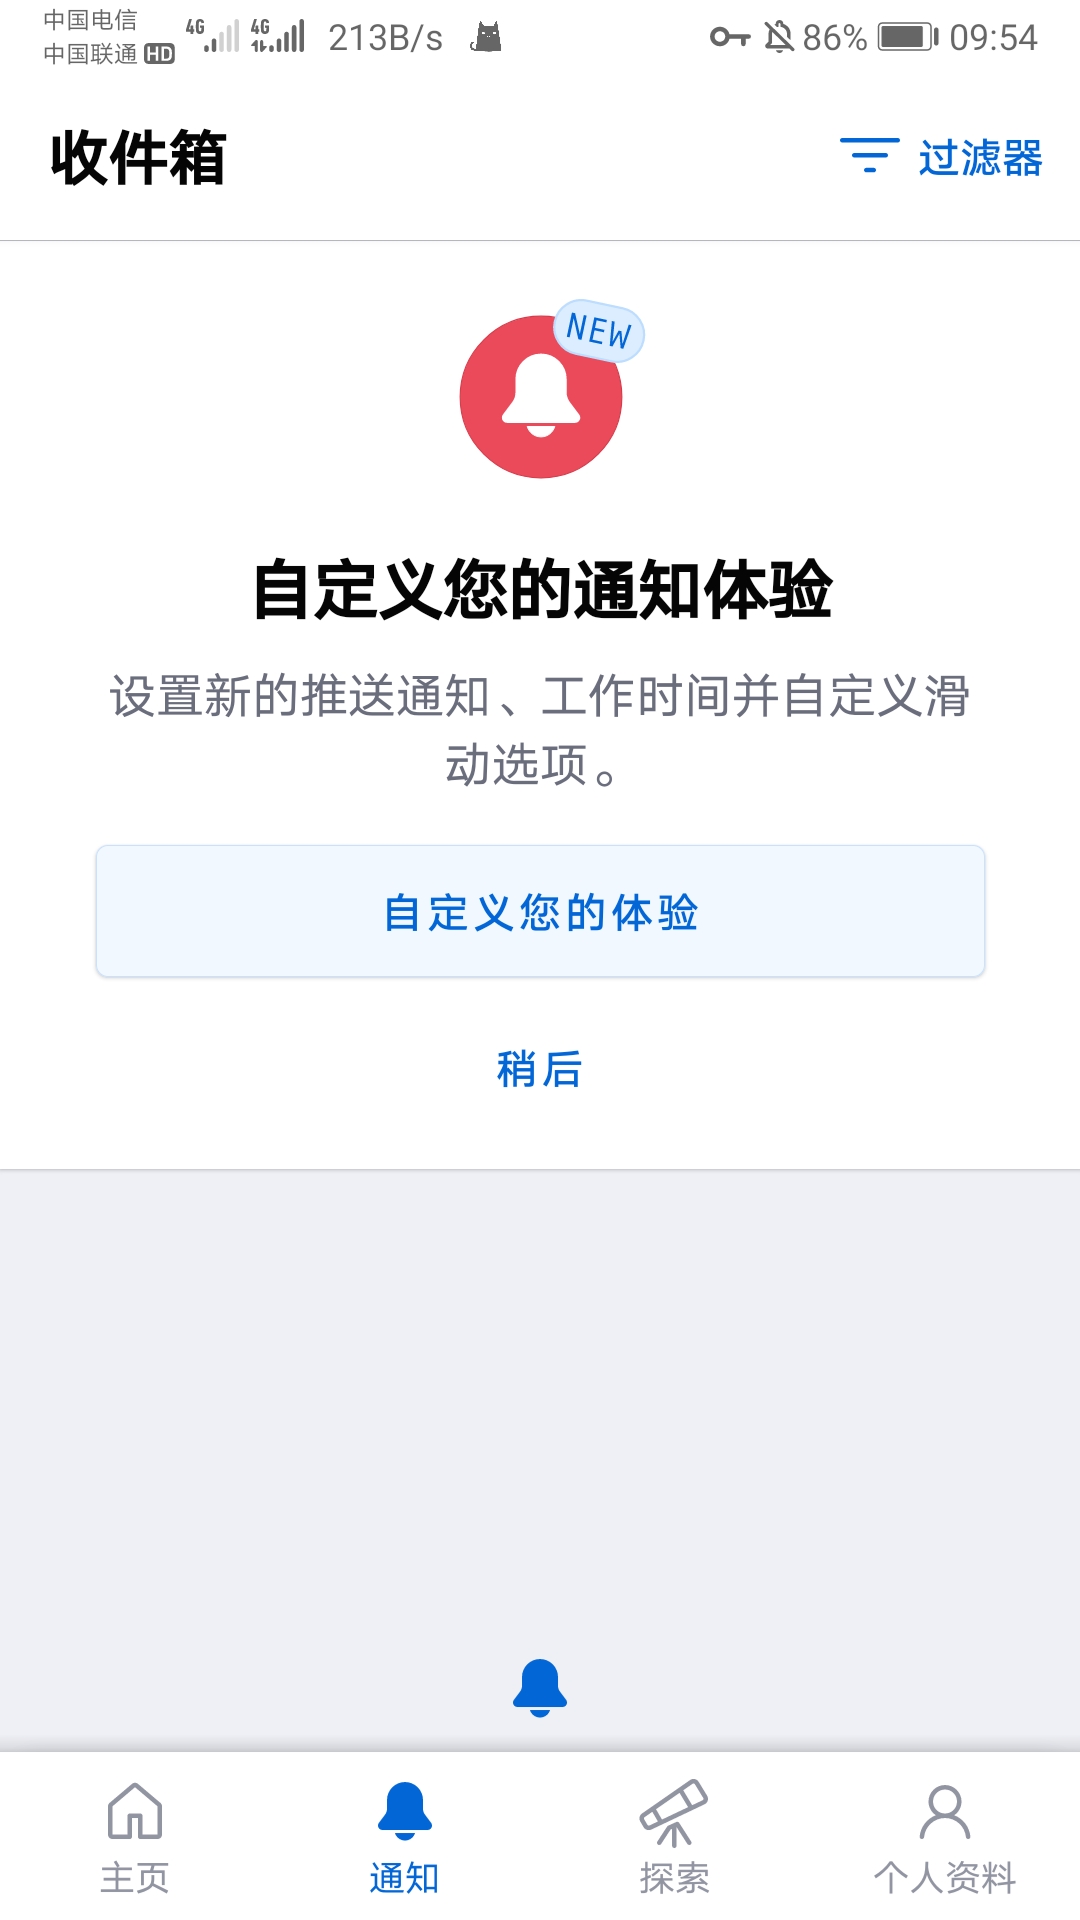 中国电信
中国联通 HD
4G 4G 213B/s 86% 09:54
收件箱 过滤器
NEW
自定义您的通知体验
设置新的推送通知、工作时间并自定义滑
动选项。
自定义您的体验
稍后
主页 通知 探索 个人资料